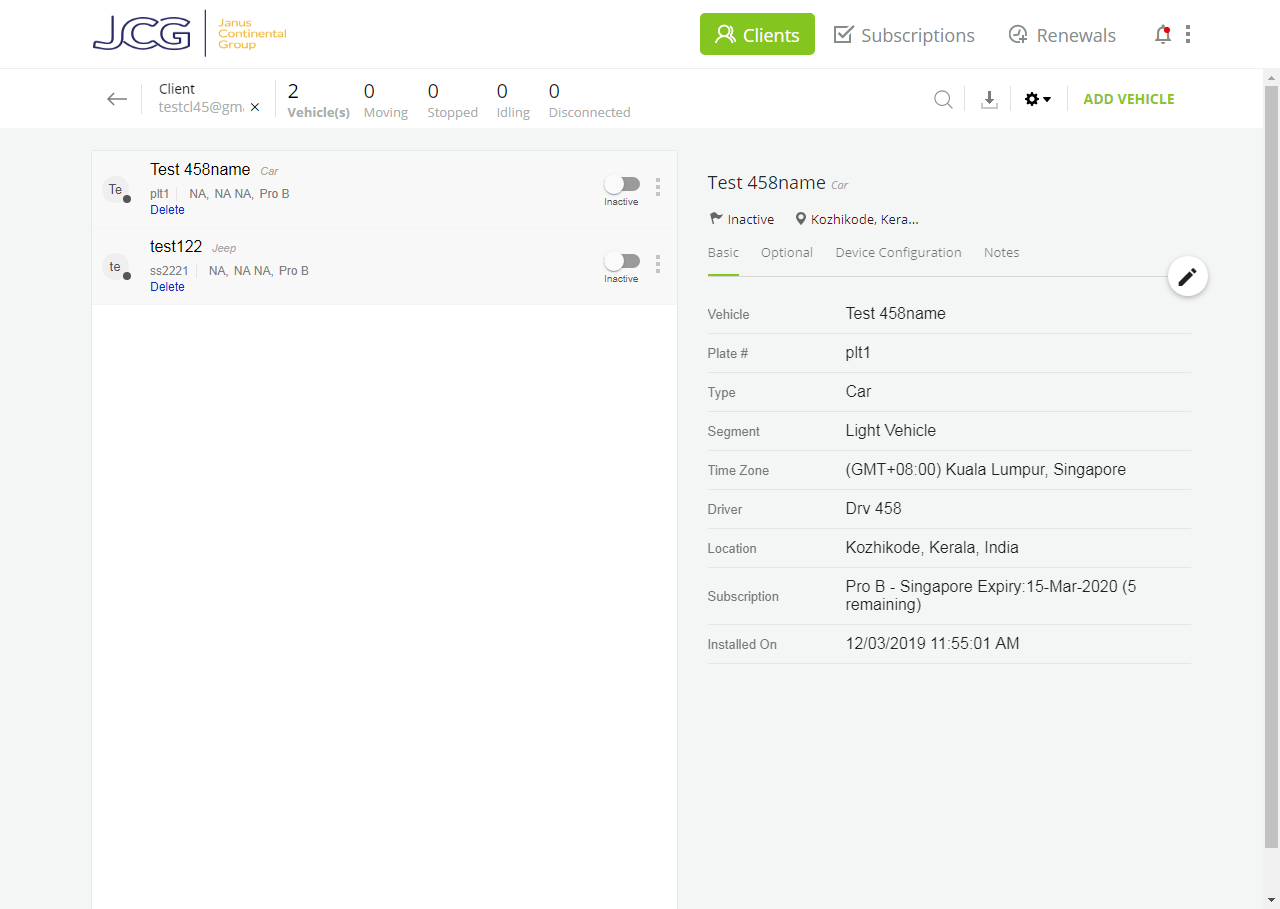 JCG Janus
Continental
Group
Clients
Subscriptions
Renewals
Client
testcl45@gm
2
Vehicle(s)
0
Moving
0
Stopped
0
Idling
0
Disconnected
ADD VEHICLE
Te
Test 458name Car
plt1 NA, NA NA, Pro B
Delete
Inactive
te
test122 Jeep
ss2221 NA, NA NA, Pro B
Delete
Inactive
Test 458name Car
Inactive Kozhikode, Kera...
Basic Optional Device Configuration Notes
Vehicle Test 458name
Plate # plt1
Type Car
Segment Light Vehicle
Time Zone (GMT+08:00) Kuala Lumpur, Singapore
Driver Drv 458
Location Kozhikode, Kerala, India
Subscription Pro B - Singapore Expiry:15-Mar-2020 (5
remaining)
Installed On 12/03/2019 11:55:01 AM